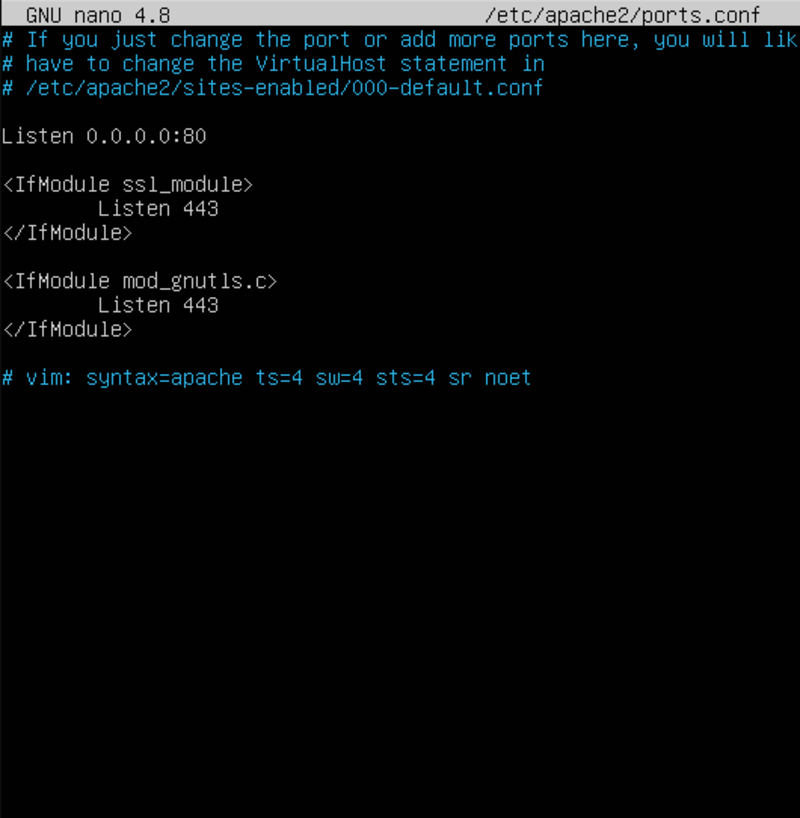 GNU nano 4.8 /etc/apache2/ports.conf
# If you just change the port or add more ports here, you will lik
# have to change the VirtualHost statement in
# /etc/apache2/sites-enabled/000-default.conf
Listen 0.0.0.0:80
<IfModule ssl_module>
Listen 443
</IfModule>
<IfModule mod_gnutls.c>
Listen 443
</IfModule>
# vim: syntax=apache ts=4 sw=4 sts=4 sr noet